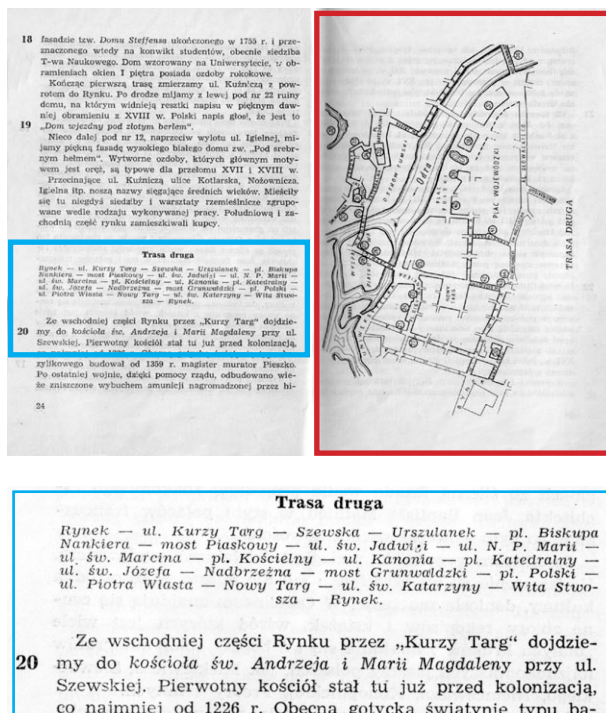 18 fasadzie tzw. Domu Steffensa ukończonego w 1755 r. i prze-
znaczonego wtedy na konwikt studentów, obecnie siedziba
T-wa Naukowego. Dom wzorowany na Uniwersytecie, w ob-
ramieniach okien I piętra posiada ozdoby rokokowe.
Kończąc pierwszą trasę zmierzamy ul. Kuźniczą z pow-
rotem do Rynku. Po drodze mijamy z lewej pod nr 22 ruiny
domu, na którym widnieją resztki napisu w pięknym daw-
niej obramieniu z XVIII w. Polski napis głosi, że jest to
19 „Dom wjezdny pod złotym berłem".
Nieco dalej pod nr 12, naprzeciw wylotu ul. Igielnej, mi-
jamy piękną fasadę wysokiego białego domu zw. „Pod srebr-
nym hełmem". Wytworne ozdoby, których głównym moty-
wem jest oręż, są typowe dla przełomu XVII i XVIII w.
Przecinające ul. Kuźniczą ulice Kotlarska, Nożownicza,
Igielna itp. noszą nazwy sięgające średnich wieków. Mieściły
się tu niegdyś siedziby i warsztaty rzemieślnicze zgrupo-
wane wedle rodzaju wykonywanej pracy. Południową i za-
chodnią część rynku zamieszkiwali kupcy.
Trasa druga
Rynek — ul. Kurzy Targ — Szewska — Urszulanek — pl. Biskupa
Nankiera — most Piaskowy — ul. św. Jadwigi — ul. N. P. Marii —
ul św. Marcina — pl. Kościelny — ul. Kanonia — pl. Katedralny —
ul. św. Józefa — Nadbrzeżna — most Grunwaldzki — pl. Polski —
ul. Piotra Własta — Nowy Targ — ul. św. Katarzyny — Wita Stwo-
sza — Rynek.
Ze wschodniej części Rynku przez „Kurzy Targ" dojdzie-
20 my do kościoła św. Andrzeja i Marii Magdaleny przy ul.
Szewskiej. Pierwotny kościół stał tu już przed kolonizacją,
co najmniej od 1226 r.
zylikowego budował od 1359 r. magister murator Pieszko.
Po ostatniej wojnie, dzięki pomocy rządu, odbudowano wie-
że zniszczone wybuchem amunicji nagromadzonej przez hi-
24
Odra
PLAC WOJEWÓDZKI
TRASA DRUGA
Trasa druga
Rynek — ul. Kurzy Targ — Szewska — Urszulanek — pl. Biskupa
Nankiera — most Piaskowy — ul. św. Jadwigi — ul. N. P. Marii —
ul św. Marcina — pl. Kościelny — ul. Kanonia — pl. Katedralny —
ul. św. Józefa — Nadbrzeżna — most Grunwaldzki — pl. Polski —
ul. Piotra Własta — Nowy Targ — ul. św. Katarzyny — Wita Stwo-
sza — Rynek.
Ze wschodniej części Rynku przez „Kurzy Targ" dojdzie-
20 my do kościoła św. Andrzeja i Marii Magdaleny przy ul.
Szewskiej. Pierwotny kościół stał tu już przed kolonizacją,
co najmniej od 1226 r. Obecną gotycką świątynię typu ba-